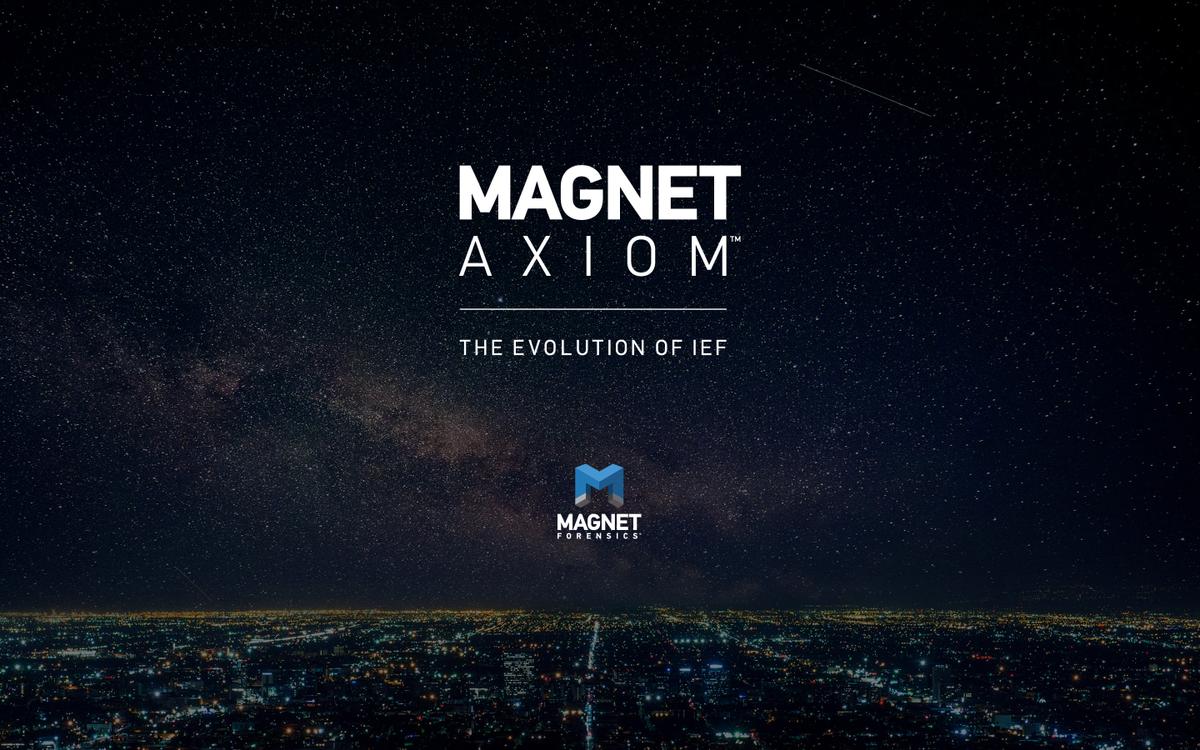 MAGNET
AXIOM™
THE EVOLUTION OF IEF
MAGNET
FORENSICS®